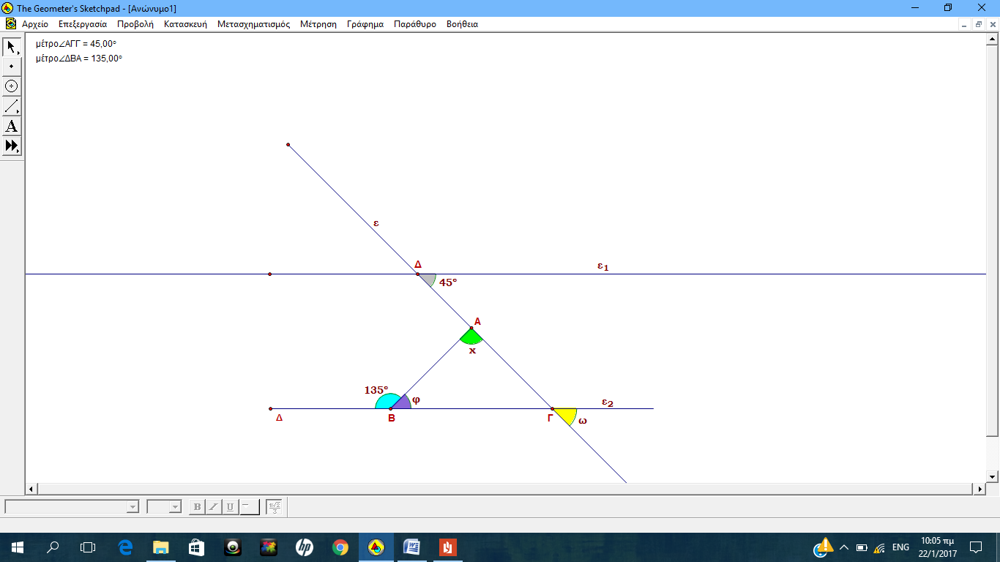 The Geometer's Sketchpad - [Ανώνυμο1]
Αρχείο Επεξεργασία Προβολή Κατασκευή Μετασχηματισμός Μέτρηση Γράφημα Παράθυρο Βοήθεια
μέτρο∠ΑΓΓ = 45,00°
μέτρο∠ΔΒΑ = 135,00°
A
ε
Δ
ε1
45°
Α
x
135°
φ
ε2
Δ
Β
Γ
ω
B I U
ENG
10:05 πμ
22/1/2017